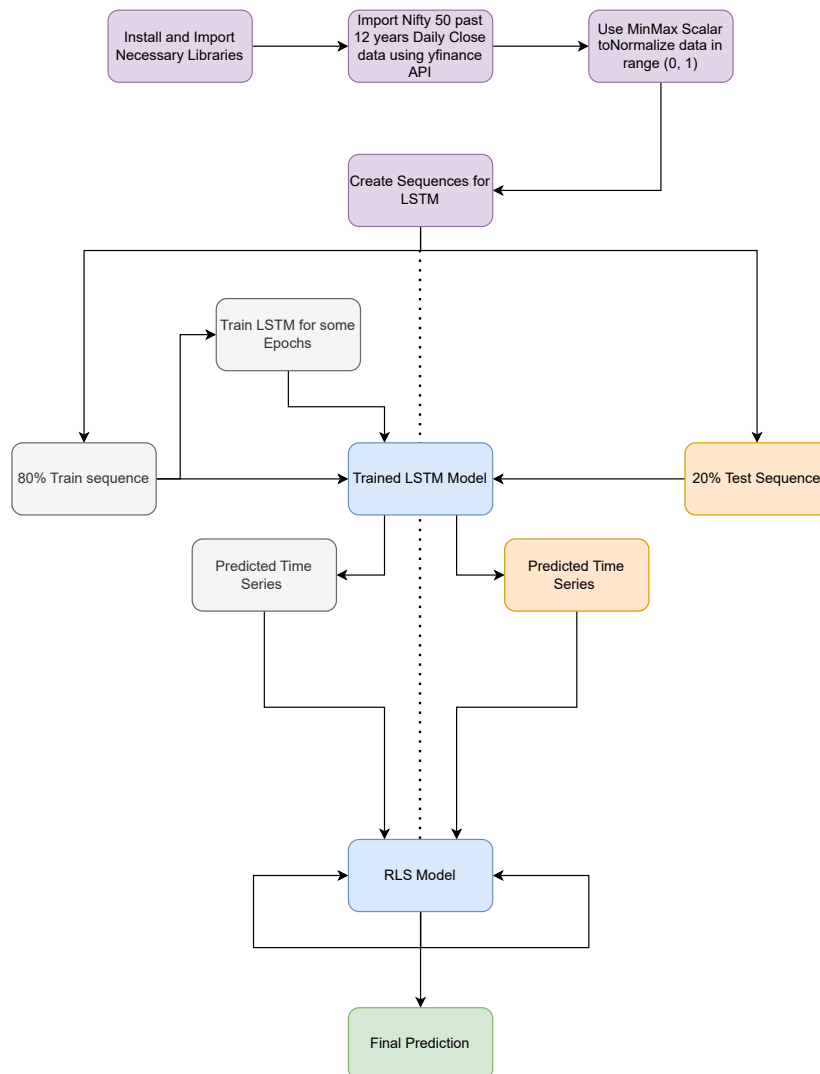 Install and Import
Necessary Libraries
Import Nifty 50 past
12 years Daily Close
data using yfinance
API
Use MinMax Scalar
toNormalize data in
range (0, 1)
Create Sequences for
LSTM
Train LSTM for some
Epochs
80% Train sequence
Trained LSTM Model
20% Test Sequence
Predicted Time
Series
Predicted Time
Series
RLS Model
Final Prediction